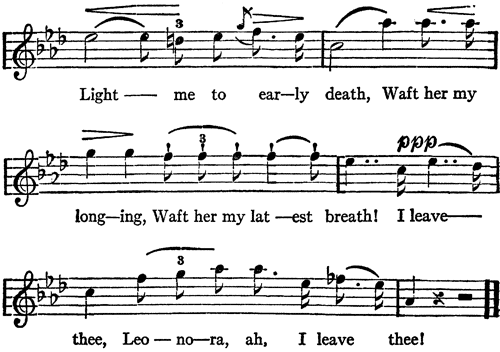 3
Light — me to ear—ly death, Waft her my
3
ppp
long—ing, Waft her my lat—est breath! I leave—
3
thee, Leo—no—ra, ah, I leave thee!